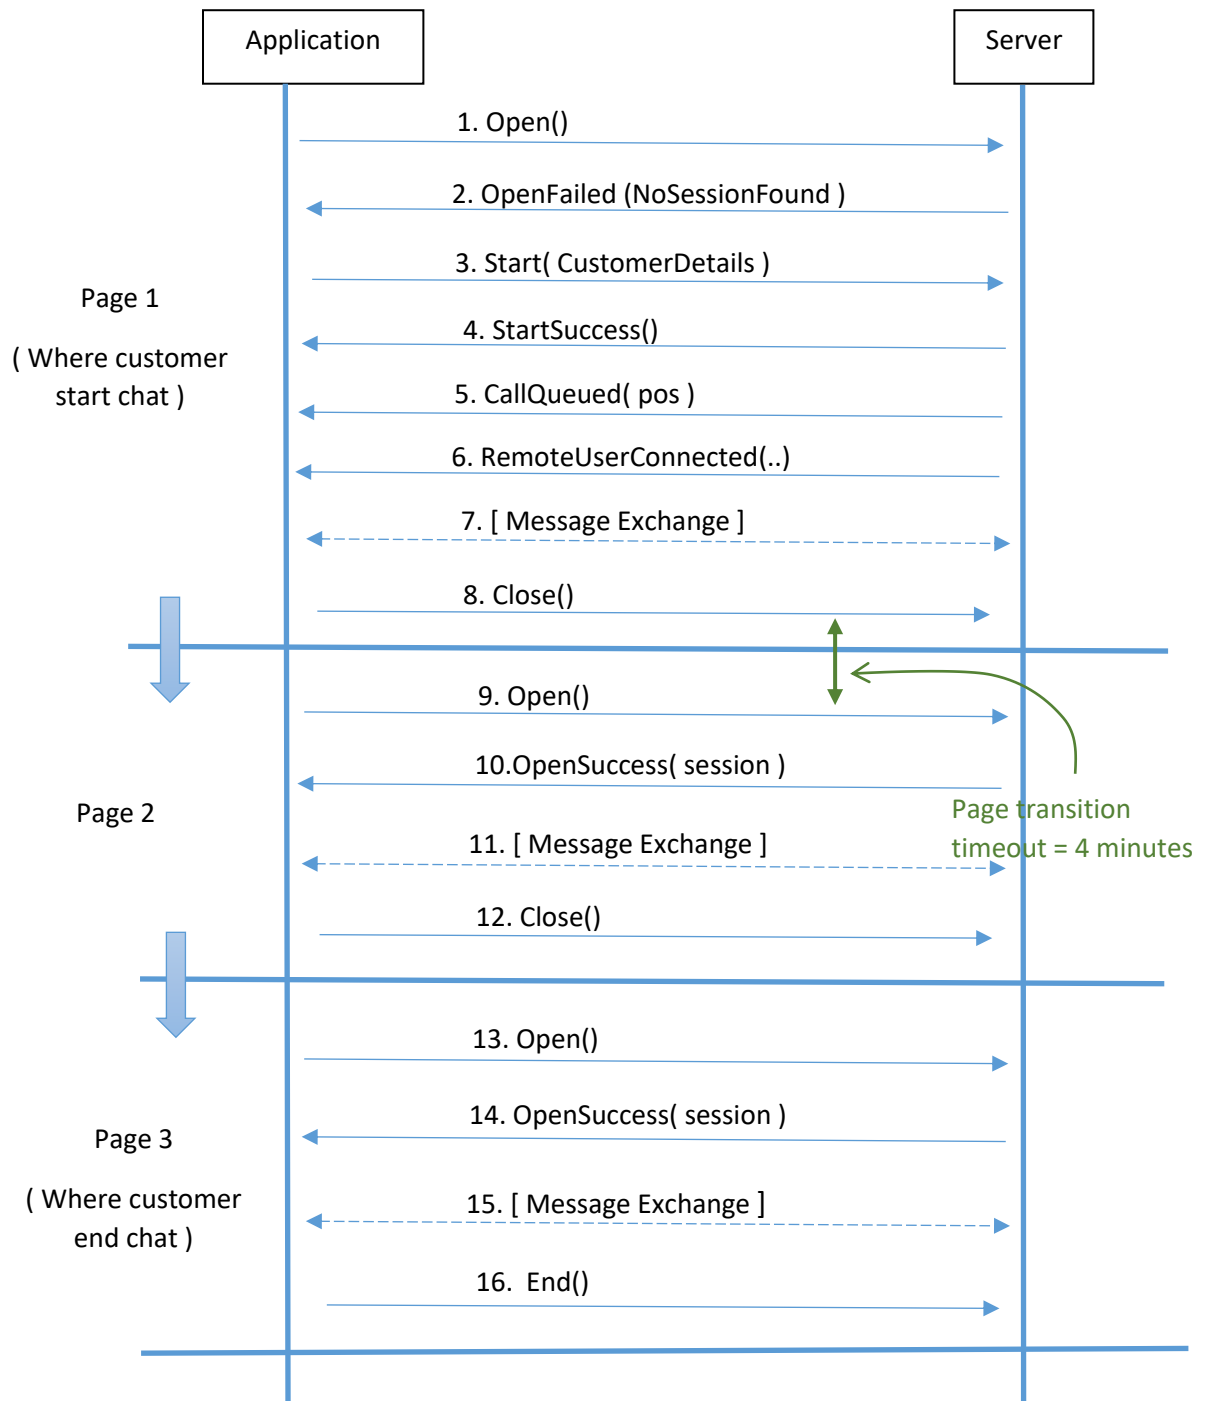 Application
Server
1. Open()
2. OpenFailed (NoSessionFound )
3. Start( CustomerDetails )
Page 1
4. StartSuccess()
( Where customer
start chat )
5. CallQueued( pos )
6. RemoteUserConnected(..)
7. [ Message Exchange ]
8. Close()
9. Open()
10.OpenSuccess( session )
Page 2
Page transition
timeout = 4 minutes
11. [ Message Exchange ]
12. Close()
13. Open()
14. OpenSuccess( session )
Page 3
( Where customer
end chat )
15. [ Message Exchange ]
16.  End()